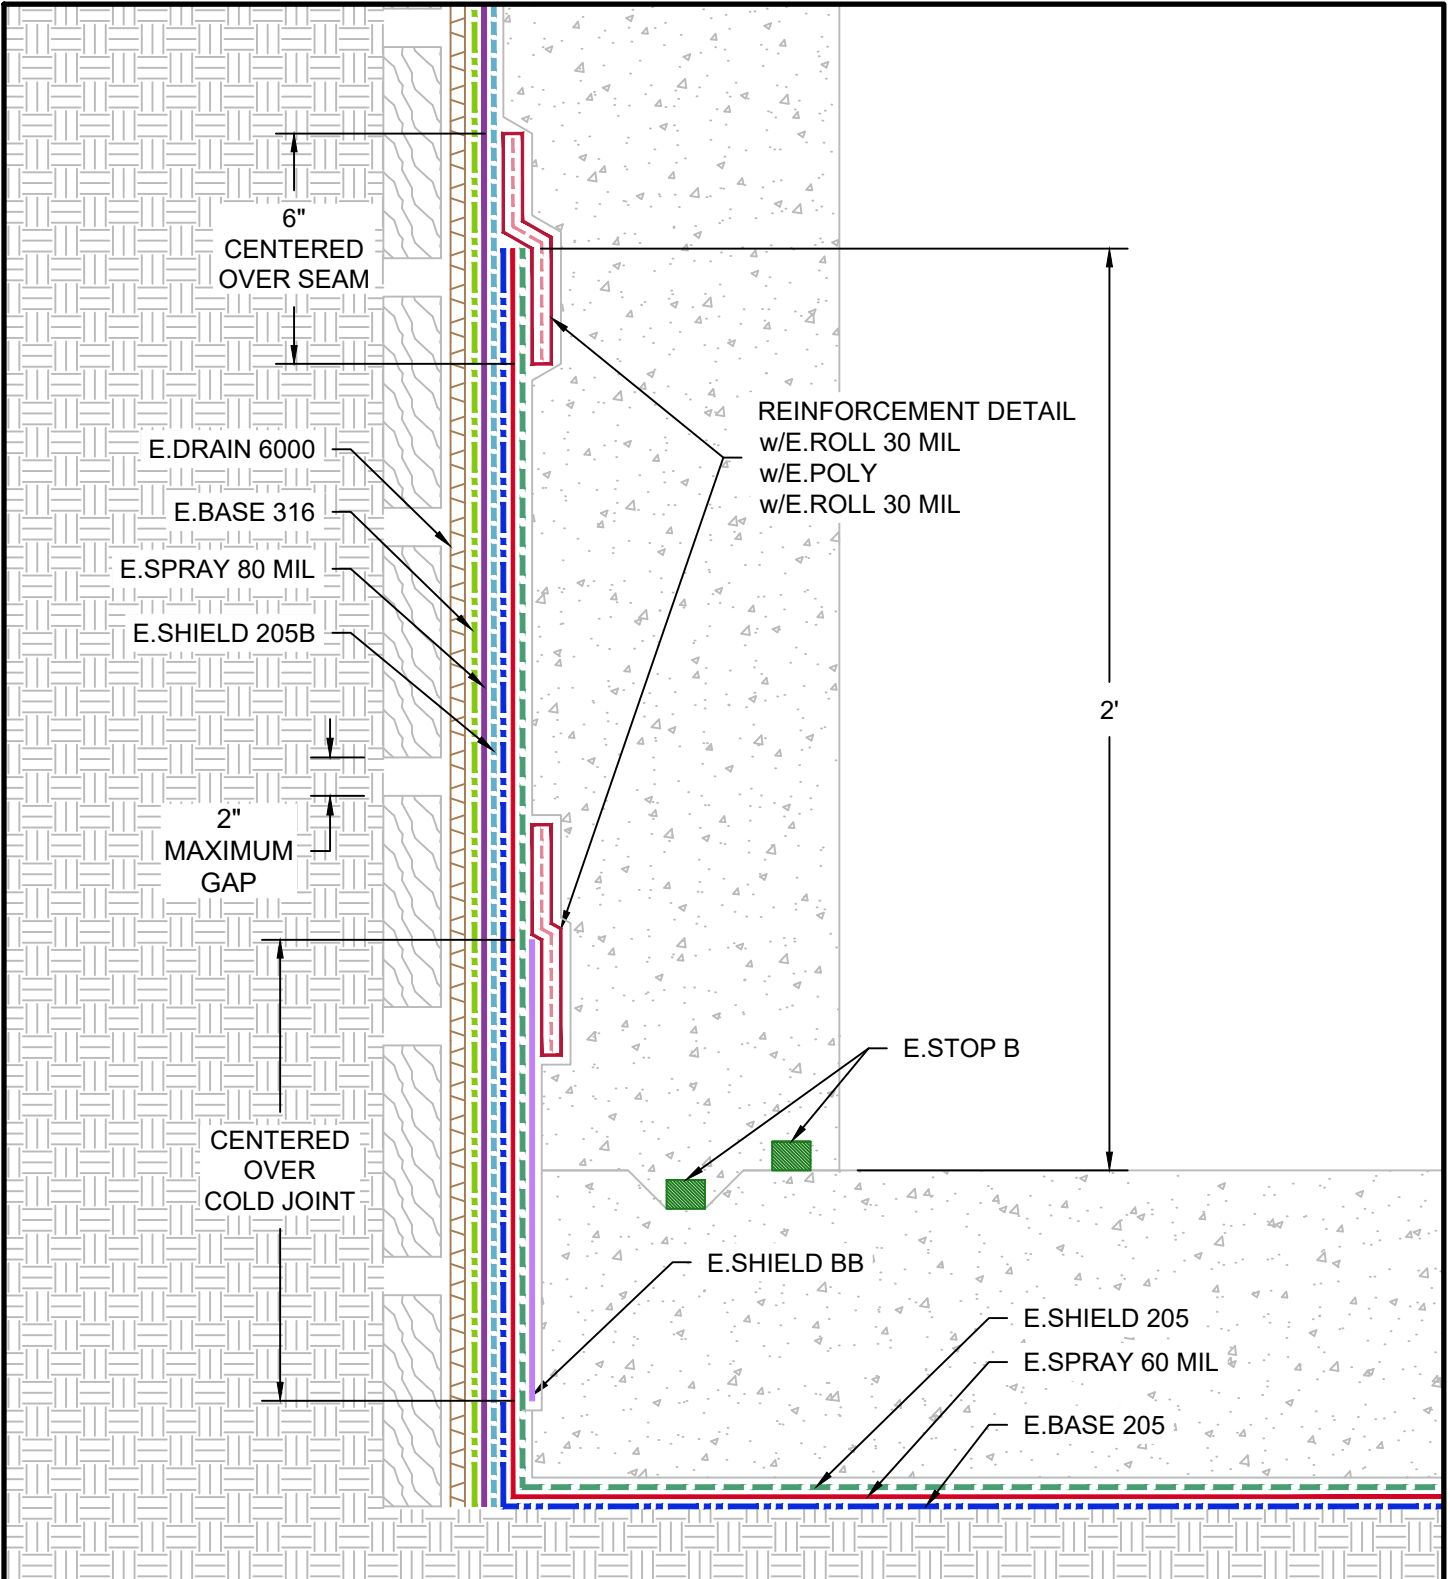 6"
CENTERED
OVER SEAM
REINFORCEMENT DETAIL
w/E.ROLL 30 MIL
w/E.POLY
w/E.ROLL 30 MIL
E.DRAIN 6000
E.BASE 316
E.SPRAY 80 MIL
E.SHIELD 205B
2'
2"
MAXIMUM
GAP
E.STOP B
CENTERED
OVER
COLD JOINT
E.SHIELD BB
E.SHIELD 205
E.SPRAY 60 MIL
E.BASE 205